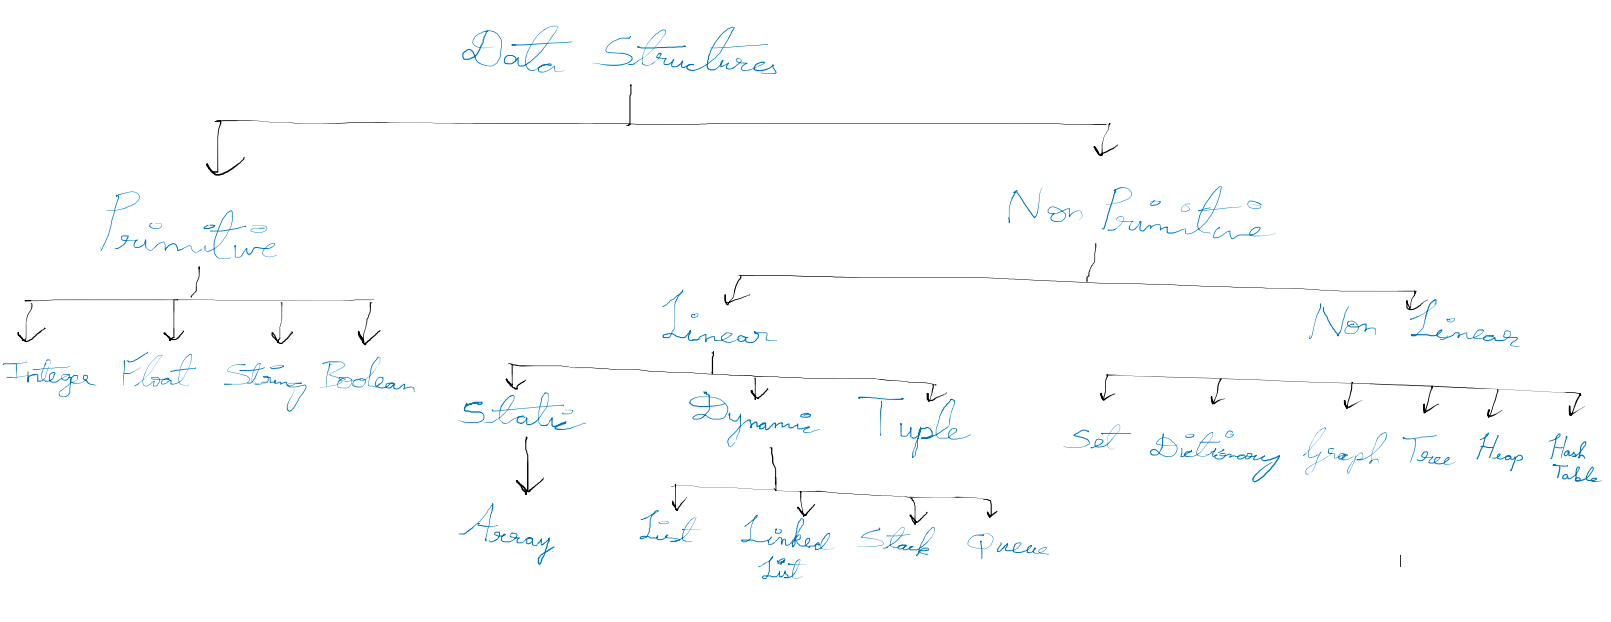 Data Structures
Primitive
Non Primitive
Linear
Non Linear
Integer
Float
String
Boolean
Static
Dynamic
Tuple
Set
Dictionary
Graph
Tree
Heap
Hash
Table
Array
List
Linked
List
Stack
Queue